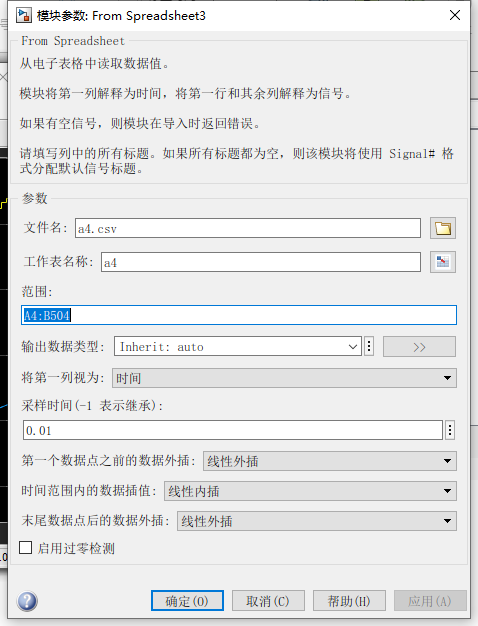 模块参数: From Spreadsheet3
From Spreadsheet
从电子表格中读取数据值。
模块将第一列解释为时间，将第一行和其余列解释为信号。
如果有空信号，则模块在导入时返回错误。
请填写列中的所有标题。如果所有标题都为空，则该模块将使用 Signal# 格
式分配默认信号标题。
参数
文件名: a4.csv
工作表名称: a4
范围:
A4:B504
输出数据类型: Inherit: auto >>
将第一列视为: 时间
采样时间(-1 表示继承):
0.01
第一个数据点之前的数据外插: 线性外插
时间范围内的数据插值: 线性内插
末尾数据点后的数据外插: 线性外插
启用过零检测
确定(O) 取消(C) 帮助(H) 应用(A)